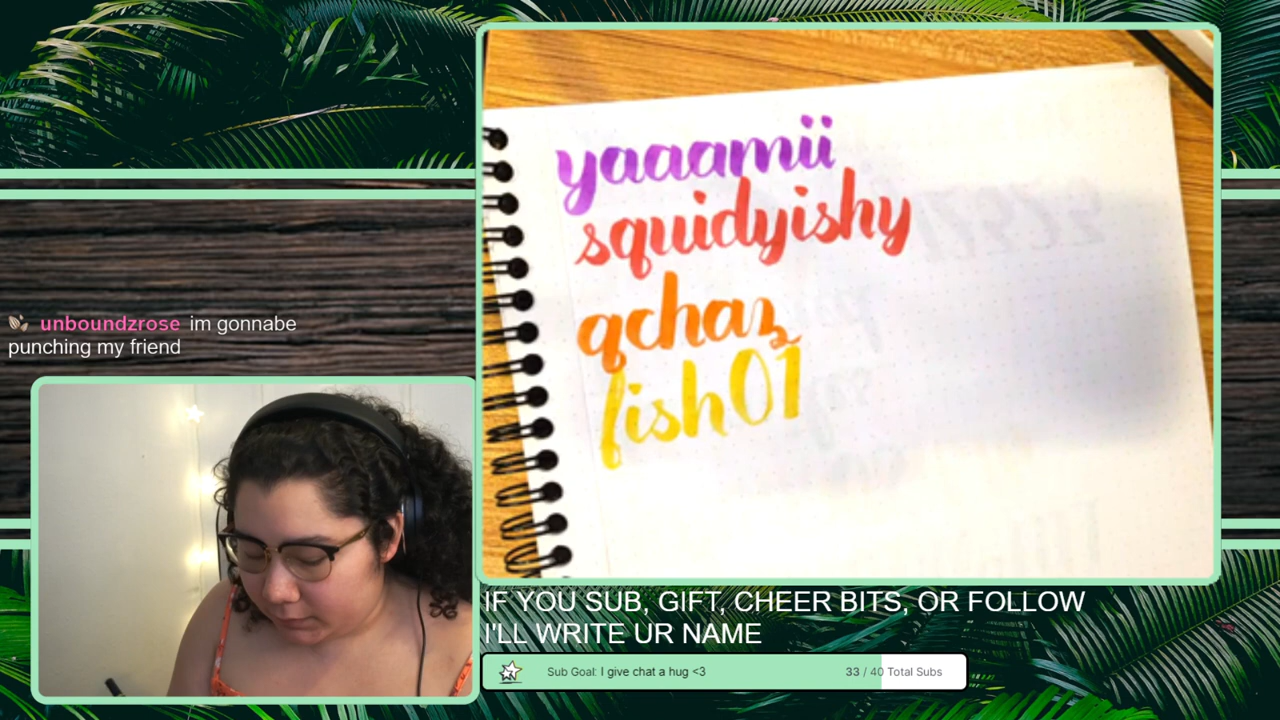 yaaamii
squidyishy
qchaz
fish01
unboundzrose im gonnabe
punching my friend
IF YOU SUB, GIFT, CHEER BITS, OR FOLLOW
I'LL WRITE UR NAME
Sub Goal: I give chat a hug <3 33 / 40 Total Subs